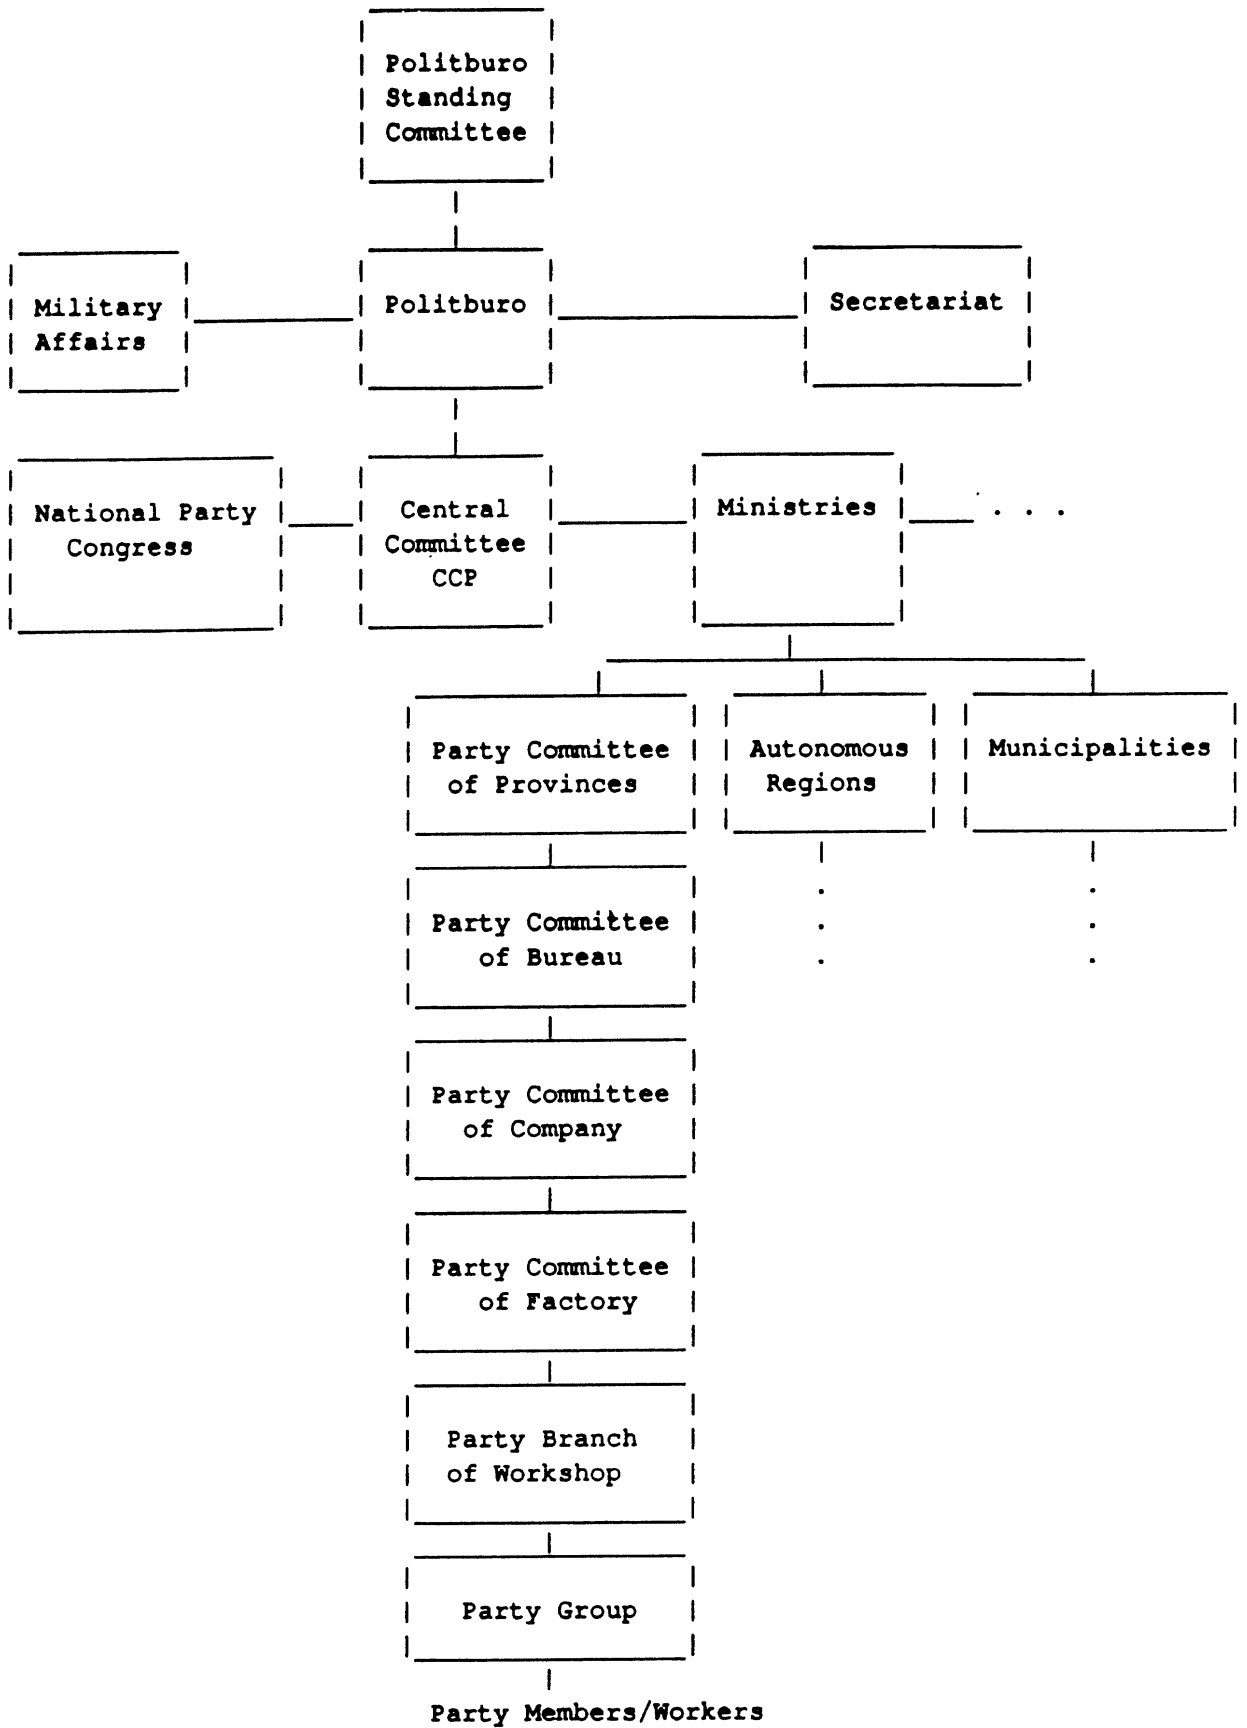 Politburo
Standing
Committee
Military
Affairs
Politburo
Secretariat
National Party
Congress
Central
Committee
CCP
Ministries
. . .
Party Committee
of Provinces
Autonomous
Regions
Municipalities
.
.
.
.
.
.
Party Committee
of Bureau
Party Committee
of Company
Party Committee
of Factory
Party Branch
of Workshop
Party Group
Party Members/Workers